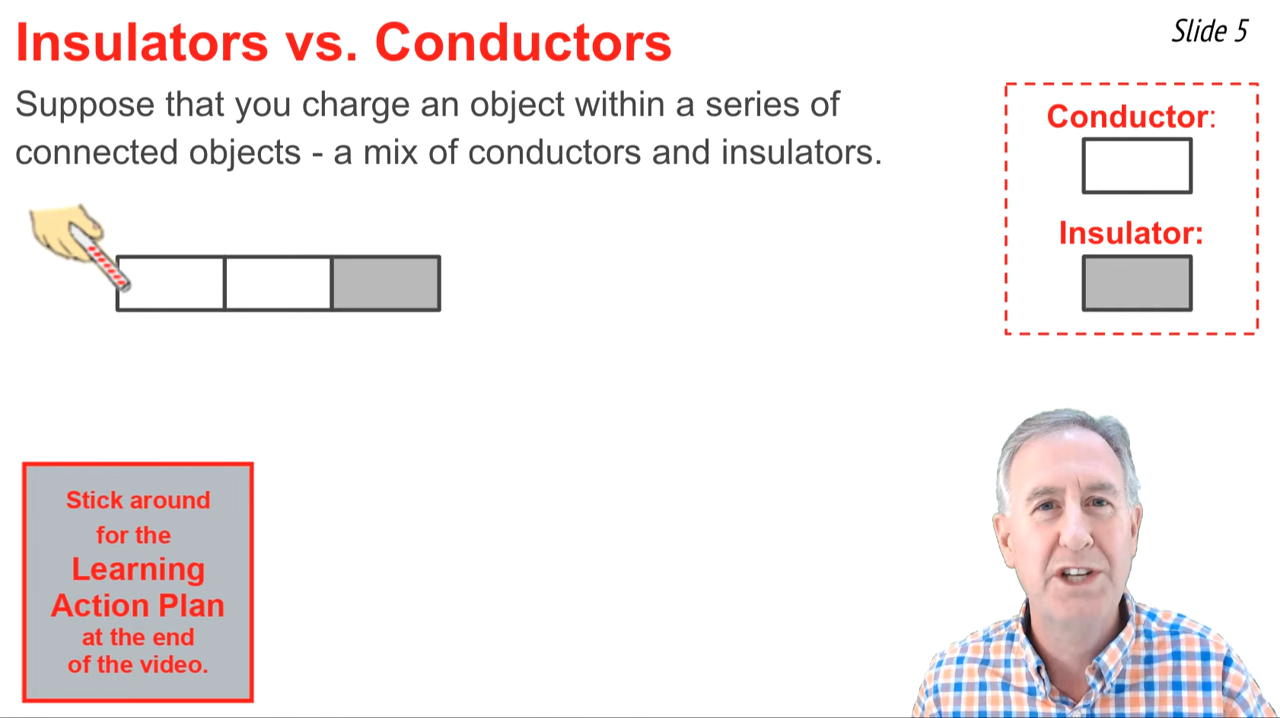 Insulators vs. Conductors
Slide 5
Suppose that you charge an object within a series of
connected objects - a mix of conductors and insulators.
Conductor:
Insulator:
Stick around
for the
Learning
Action Plan
at the end
of the video.